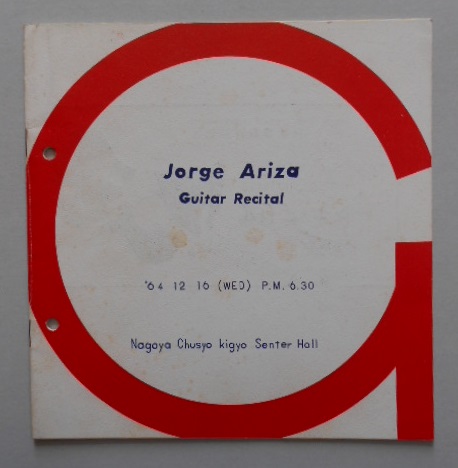 Jorge Ariza
Guitar Recital
'64 12 16 (WED) P.M. 6.30
Nagoya Chusyo kigyo Senter Hall